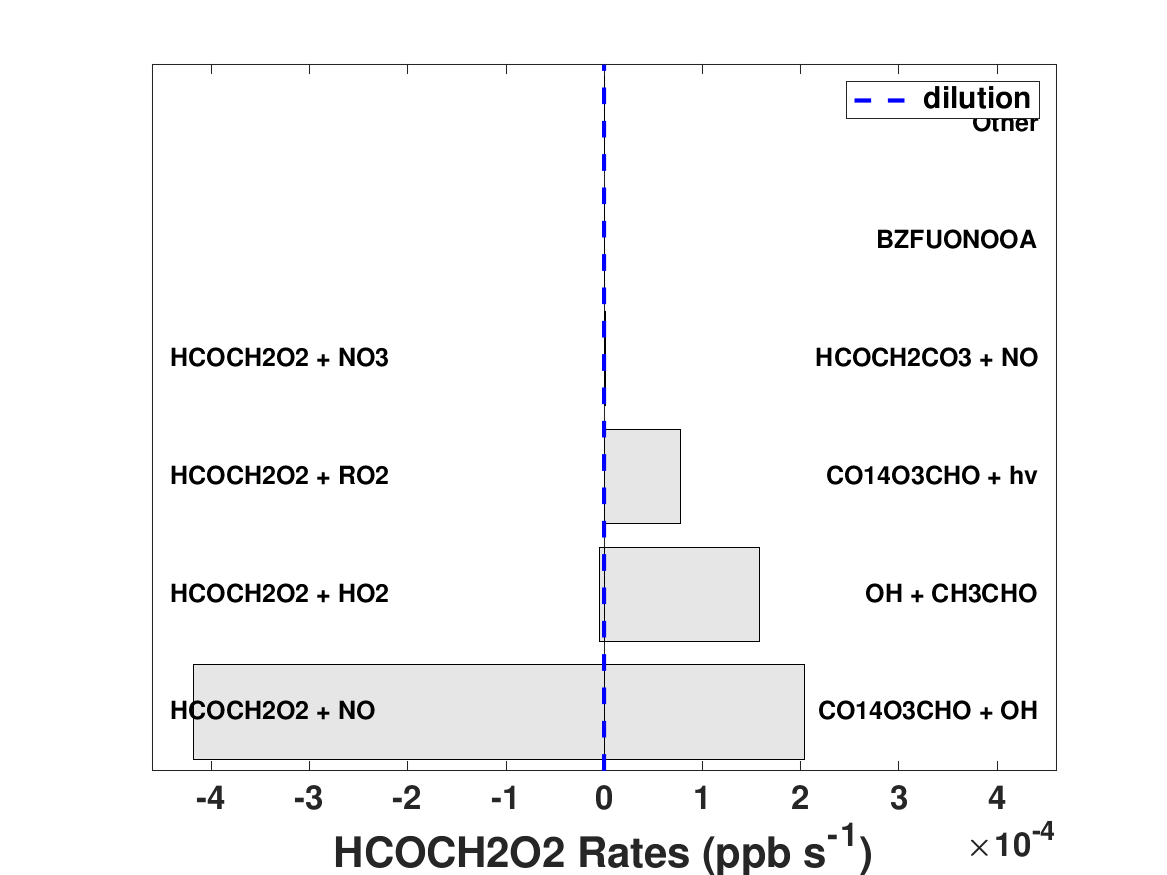 dilution
Other
BZFUONOOA
HCOCH2O2 + NO3 HCOCH2CO3 + NO
HCOCH2O2 + RO2 CO14O3CHO + hv
HCOCH2O2 + HO2 OH + CH3CHO
HCOCH2O2 + NO CO14O3CHO + OH
-4 -3 -2 -1 0 1 2 3 4
×10^-4
HCOCH2O2 Rates (ppb s^-1)